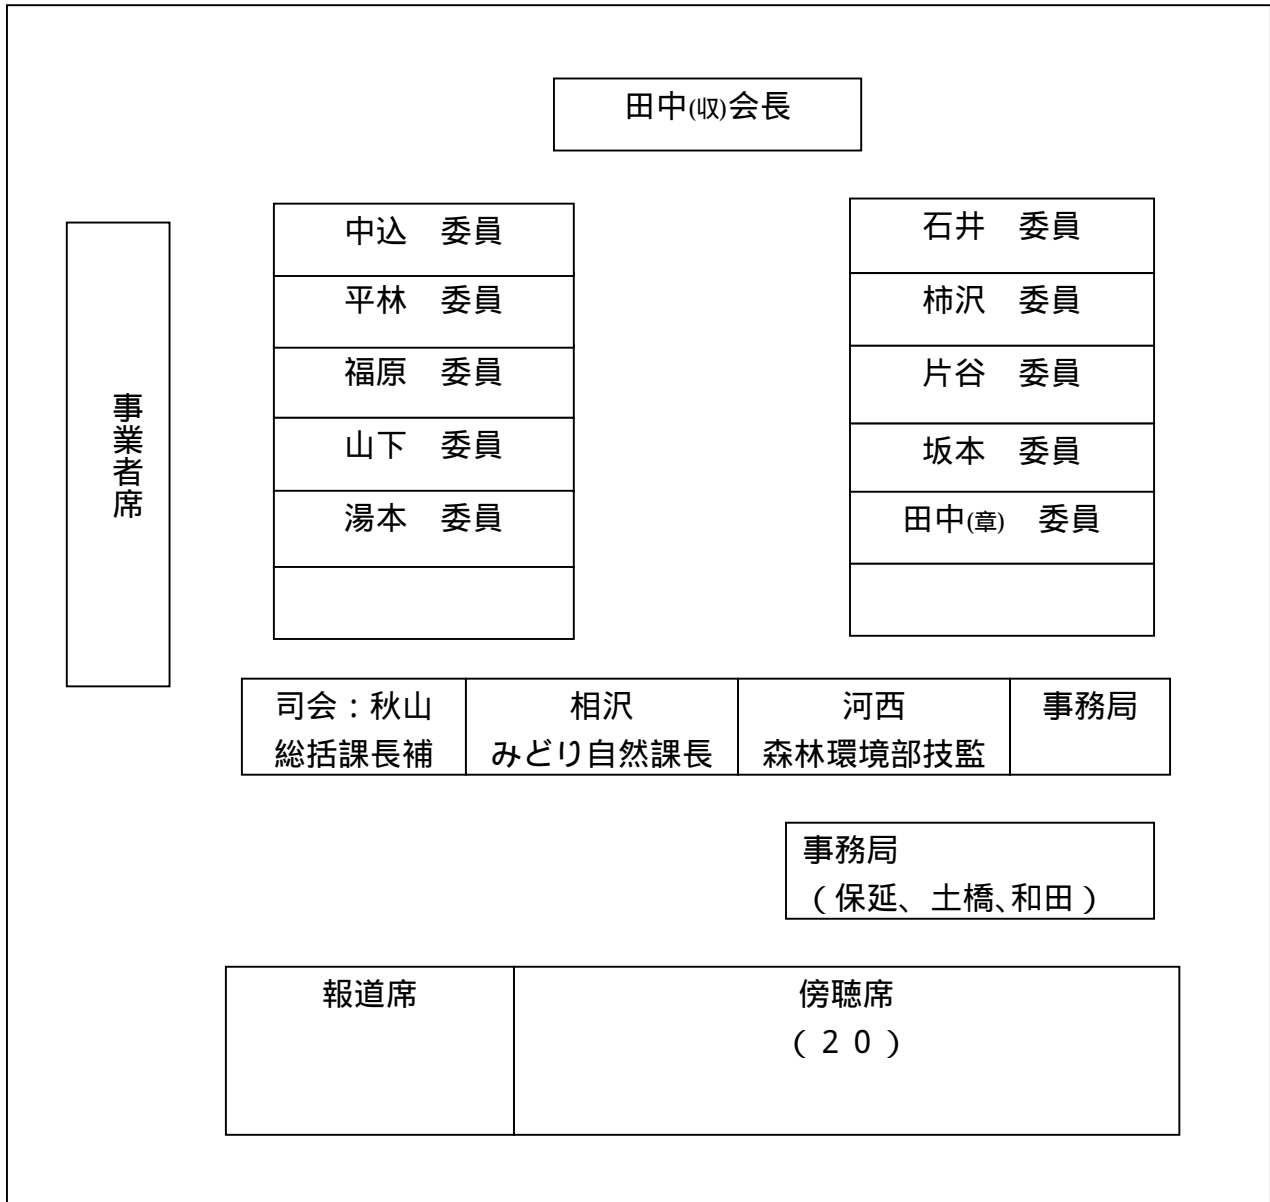 田中(収)会長
中込　委員
平林　委員
福原　委員
山下　委員
湯本　委員
石井　委員
柿沢　委員
片谷　委員
坂本　委員
田中(章)　委員
事業者席
司会：秋山
総括課長補
相沢
みどり自然課長
河西
森林環境部技監
事務局
事務局
（保延、土橋、和田）
報道席
傍聴席
（２０）